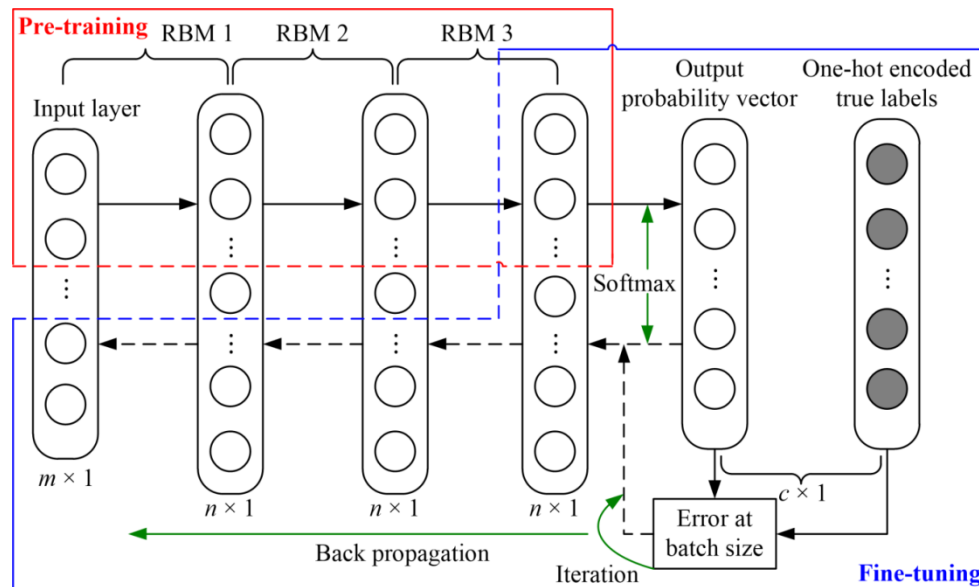 Pre-training
RBM 1
RBM 2
RBM 3
Input layer
Output
probability vector
One-hot encoded
true labels
Softmax
m × 1
n × 1
n × 1
n × 1
c × 1
Back propagation
Iteration
Error at
batch size
Fine-tuning